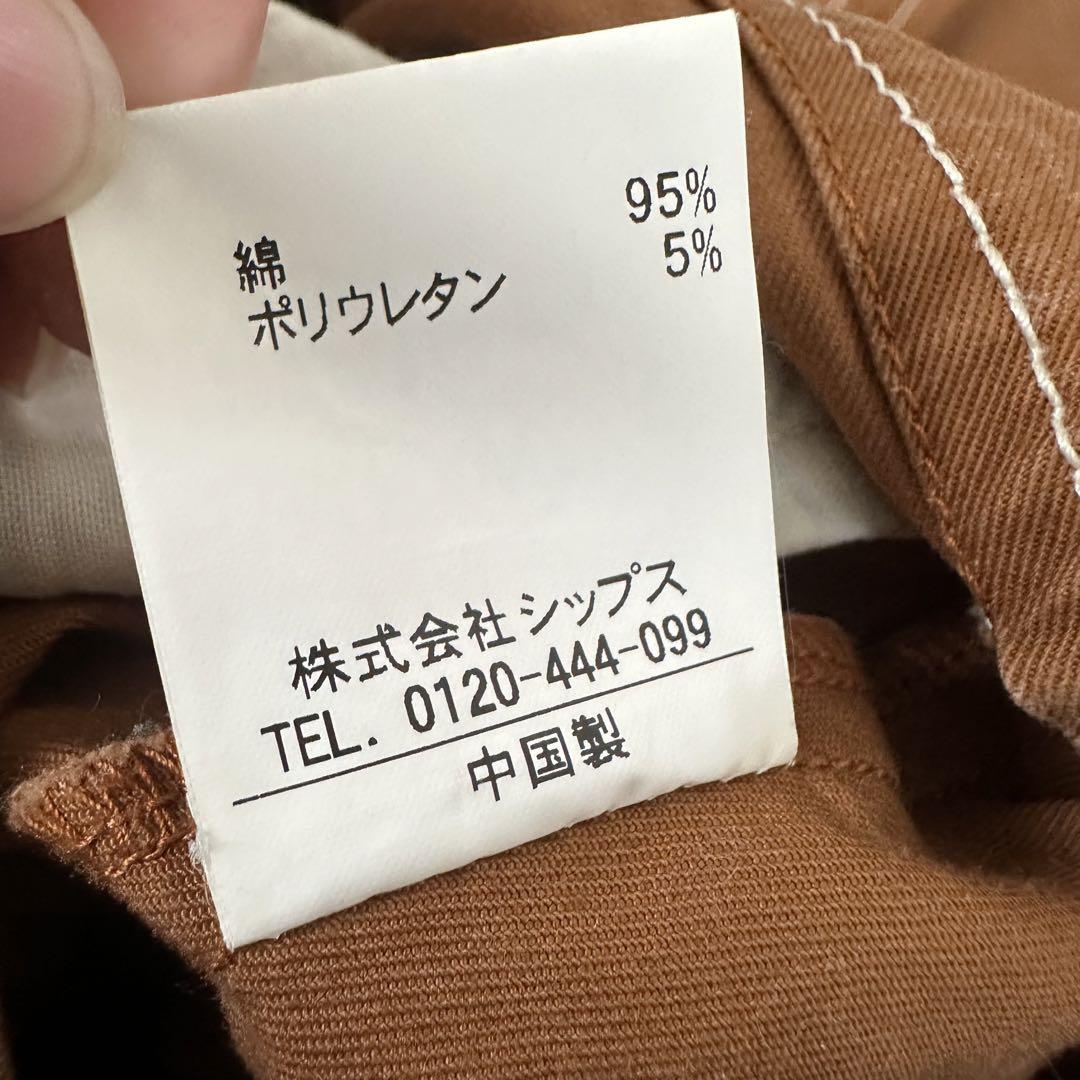 綿 95%
ポリウレタン 5%
株式会社シップス
TEL. 0120-444-099
中国製